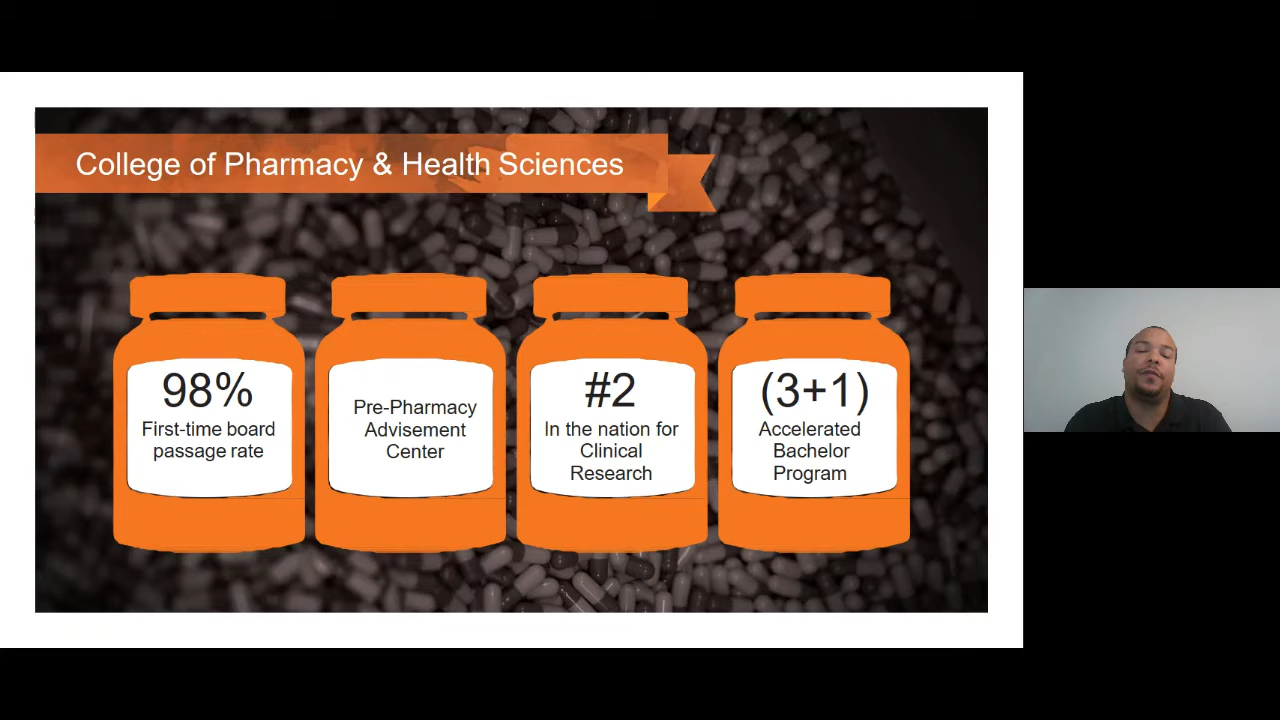 College of Pharmacy & Health Sciences
98%
First-time board
passage rate
Pre-Pharmacy
Advisement
Center
#2
In the nation for
Clinical
Research
(3+1)
Accelerated
Bachelor
Program